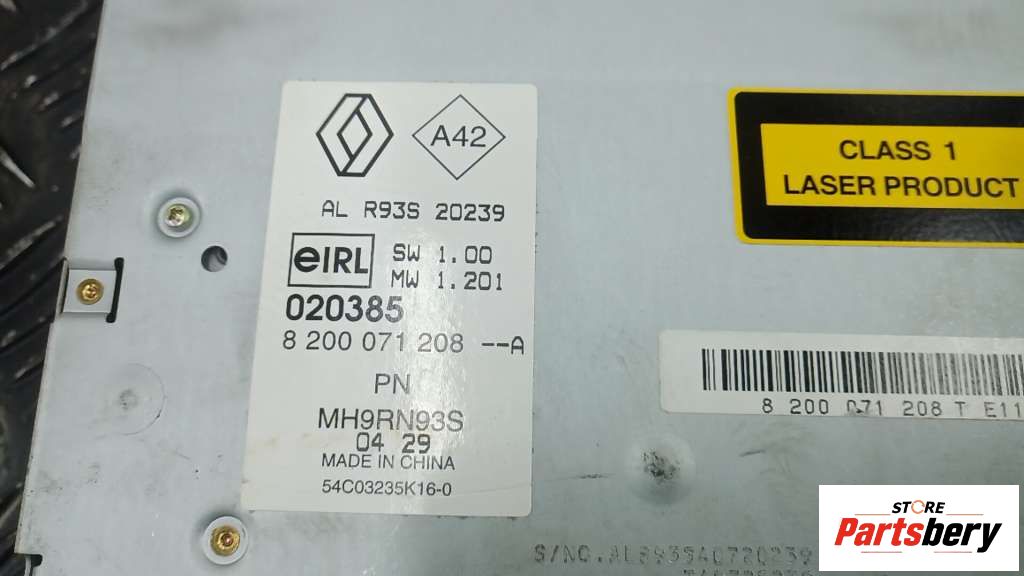 A42
AL R93S 20239
eIRL
SW 1.00
MW 1.201
020385
8 200 071 208 --A
PN
MH9RN93S
04 29
MADE IN CHINA
54C03235K16-0
CLASS 1
LASER PRODUCT
8 200 071 208 T E11
STORE
Partsbery